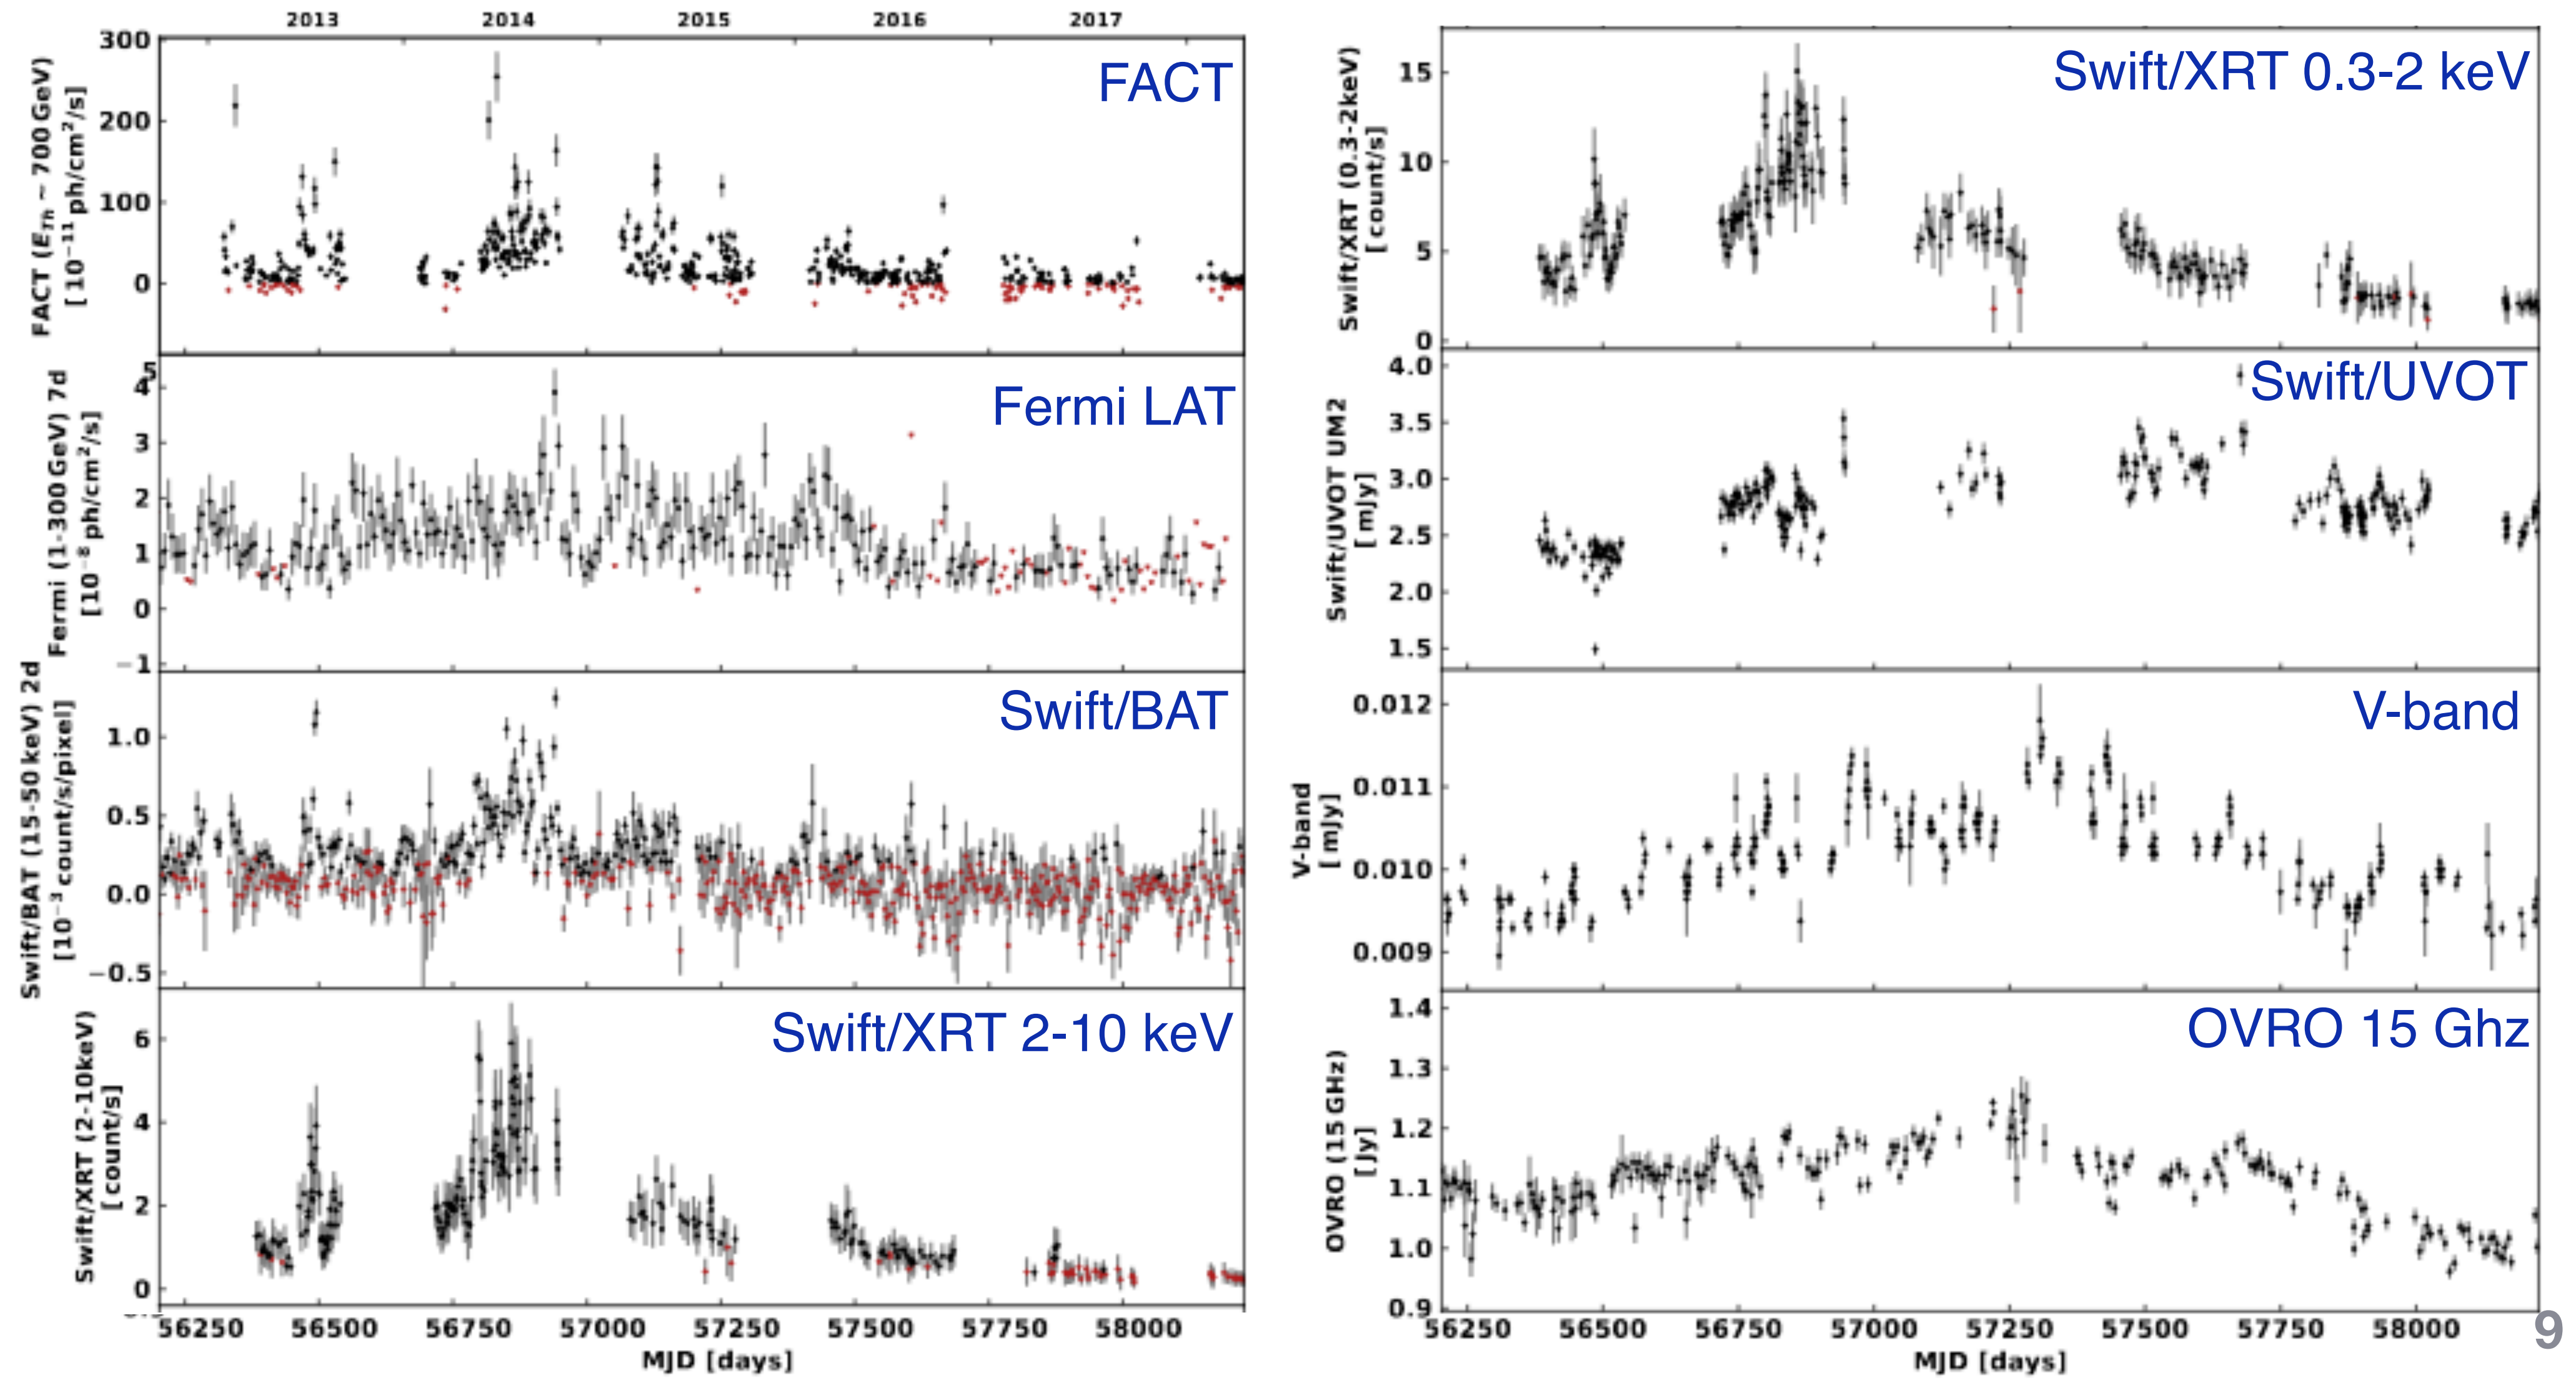 2013 2014 2015 2016 2017
FACT (E_Th ~ 700 GeV)
[10⁻¹¹ ph/cm²/s]
300
200
100
0
FACT
Fermi (1-300 GeV) 7d
[10⁻⁸ ph/cm²/s]
5
4
3
2
1
0
−1
Fermi LAT
Swift/BAT (15-50 keV) 2d
[10⁻³ count/s/pixel]
1.0
0.5
0.0
−0.5
Swift/BAT
Swift/XRT (2-10keV)
[count/s]
6
4
2
0
Swift/XRT 2-10 keV
56250 56500 56750 57000 57250 57500 57750 58000
MJD [days]
Swift/XRT (0.3-2keV)
[count/s]
15
10
5
0
Swift/XRT 0.3-2 keV
Swift/UVOT UM2
[mJy]
4.0
3.5
3.0
2.5
2.0
1.5
Swift/UVOT
V-band
[mJy]
0.012
0.011
0.010
0.009
V-band
OVRO (15 GHz)
[Jy]
1.4
1.3
1.2
1.1
1.0
0.9
OVRO 15 Ghz
56250 56500 56750 57000 57250 57500 57750 58000
MJD [days]
9